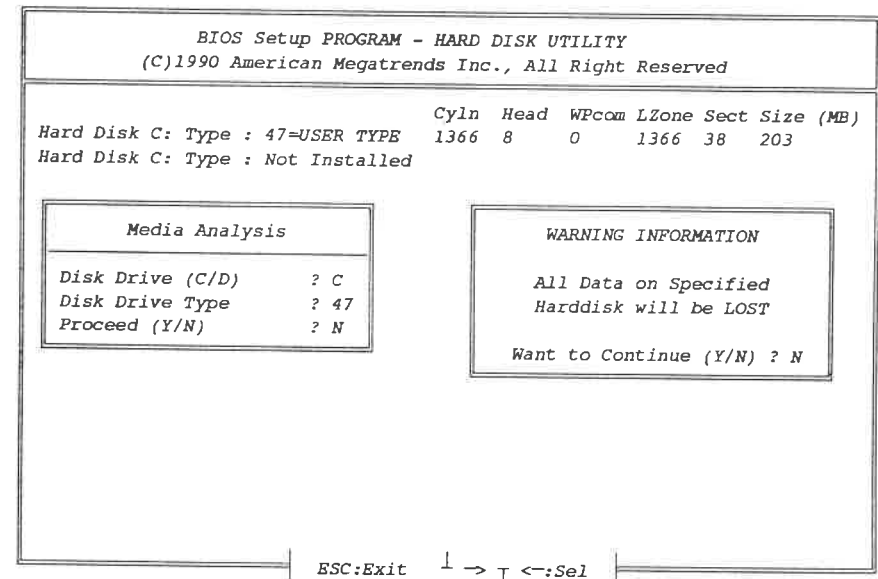 BIOS Setup PROGRAM - HARD DISK UTILITY
(C)1990 American Megatrends Inc., All Right Reserved
Cyln Head WPcom LZone Sect Size (MB)
Hard Disk C: Type : 47=USER TYPE 1366 8 0 1366 38 203
Hard Disk C: Type : Not Installed
Media Analysis
Disk Drive (C/D) ? C
Disk Drive Type ? 47
Proceed (Y/N) ? N
WARNING INFORMATION
All Data on Specified
Harddisk will be LOST
Want to Continue (Y/N) ? N
ESC:Exit ┴ → ┬ <─:Sel